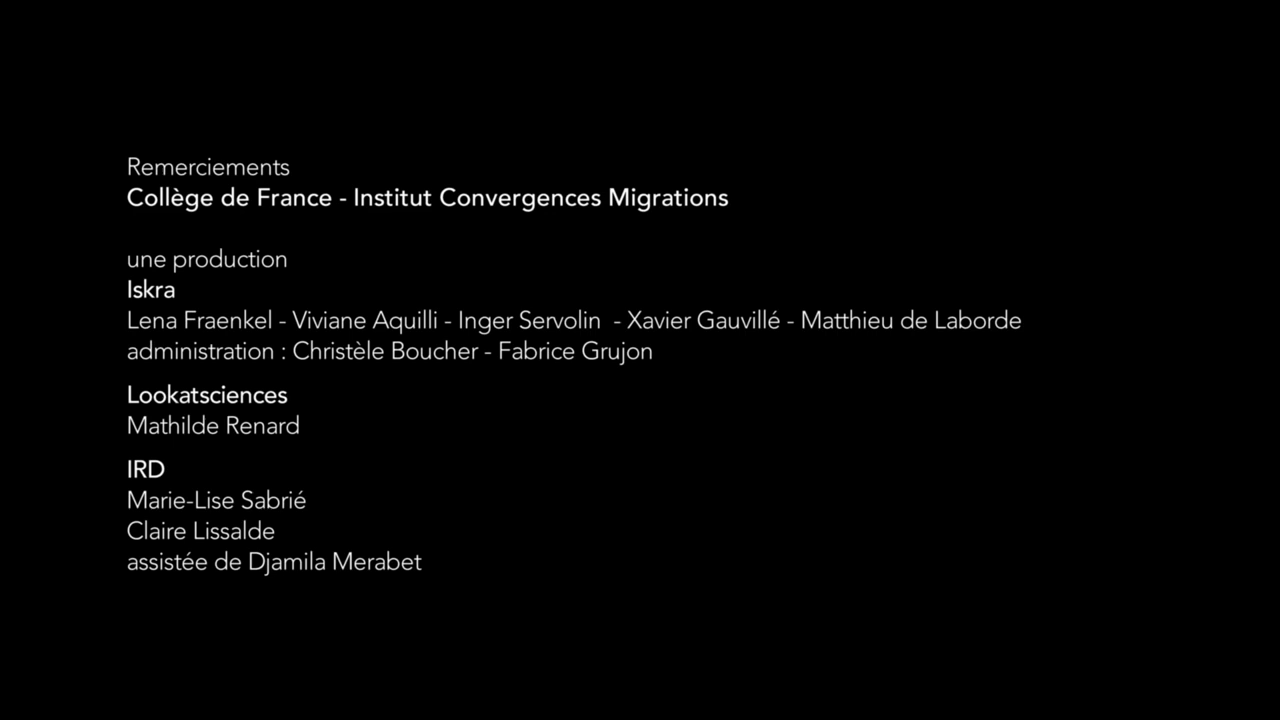 Remerciements
Collège de France - Institut Convergences Migrations
une production
Iskra
Lena Fraenkel - Viviane Aquilli - Inger Servolin  - Xavier Gauvillé - Matthieu de Laborde
administration : Christèle Boucher - Fabrice Grujon
Lookatsciences
Mathilde Renard
IRD
Marie-Lise Sabrié
Claire Lissalde
assistée de Djamila Merabet